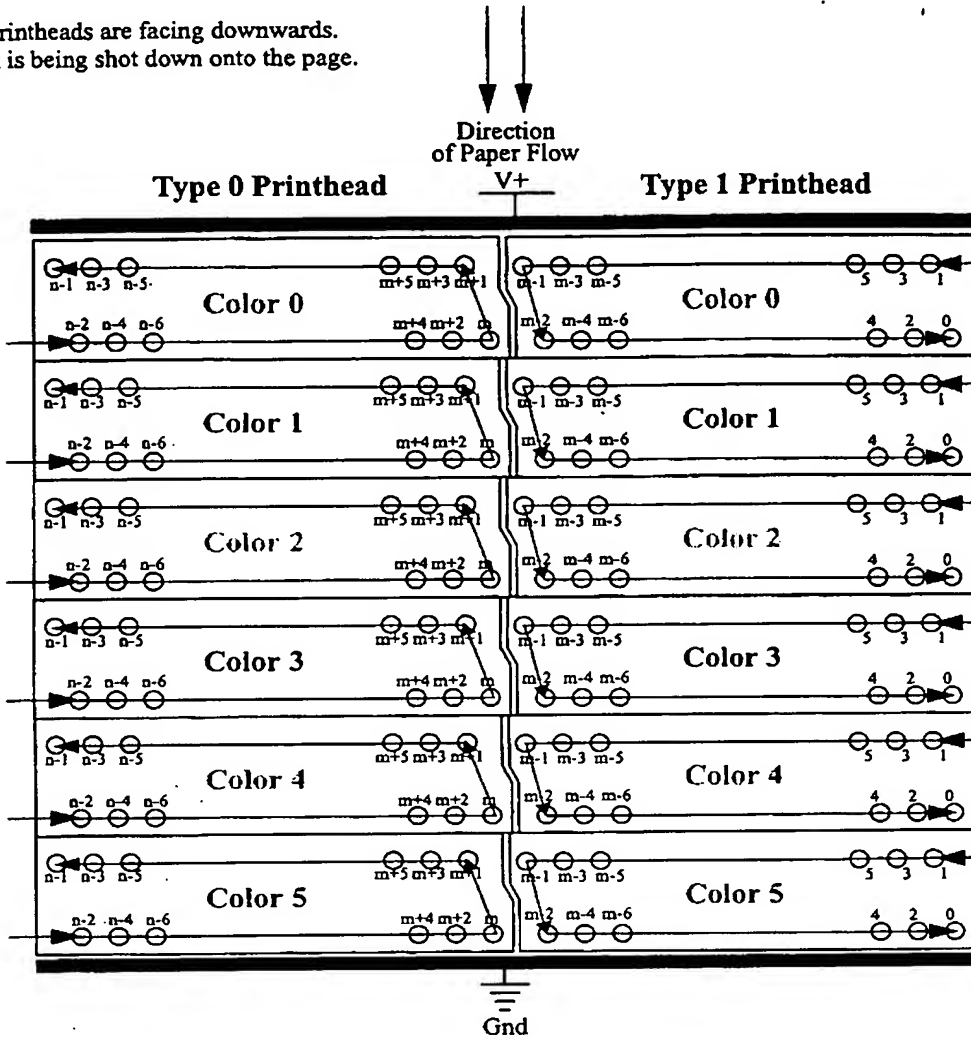 rintheads are facing downwards.
is being shot down onto the page.
Direction
of Paper Flow
V+
Type 0 Printhead Type 1 Printhead
n-1 n-3 n-5 m+5 m+3 m+1 m-1 m-3 m-5 5 3 1
Color 0 Color 0
n-2 n-4 n-6 m+4 m+2 m m-2 m-4 m-6 4 2 0
n-1 n-3 n-5 m+5 m+3 m+1 m-1 m-3 m-5 5 3 1
Color 1 Color 1
n-2 n-4 n-6 m+4 m+2 m m-2 m-4 m-6 4 2 0
n-1 n-3 n-5 m+5 m+3 m+1 m-1 m-3 m-5 5 3 1
Color 2 Color 2
n-2 n-4 n-6 m+4 m+2 m m-2 m-4 m-6 4 2 0
n-1 n-3 n-5 m+5 m+3 m+1 m-1 m-3 m-5 5 3 1
Color 3 Color 3
n-2 n-4 n-6 m+4 m+2 m m-2 m-4 m-6 4 2 0
n-1 n-3 n-5 m+5 m+3 m+1 m-1 m-3 m-5 5 3 1
Color 4 Color 4
n-2 n-4 n-6 m+4 m+2 m m-2 m-4 m-6 4 2 0
n-1 n-3 n-5 m+5 m+3 m+1 m-1 m-3 m-5 5 3 1
Color 5 Color 5
n-2 n-4 n-6 m+4 m+2 m m-2 m-4 m-6 4 2 0
Gnd